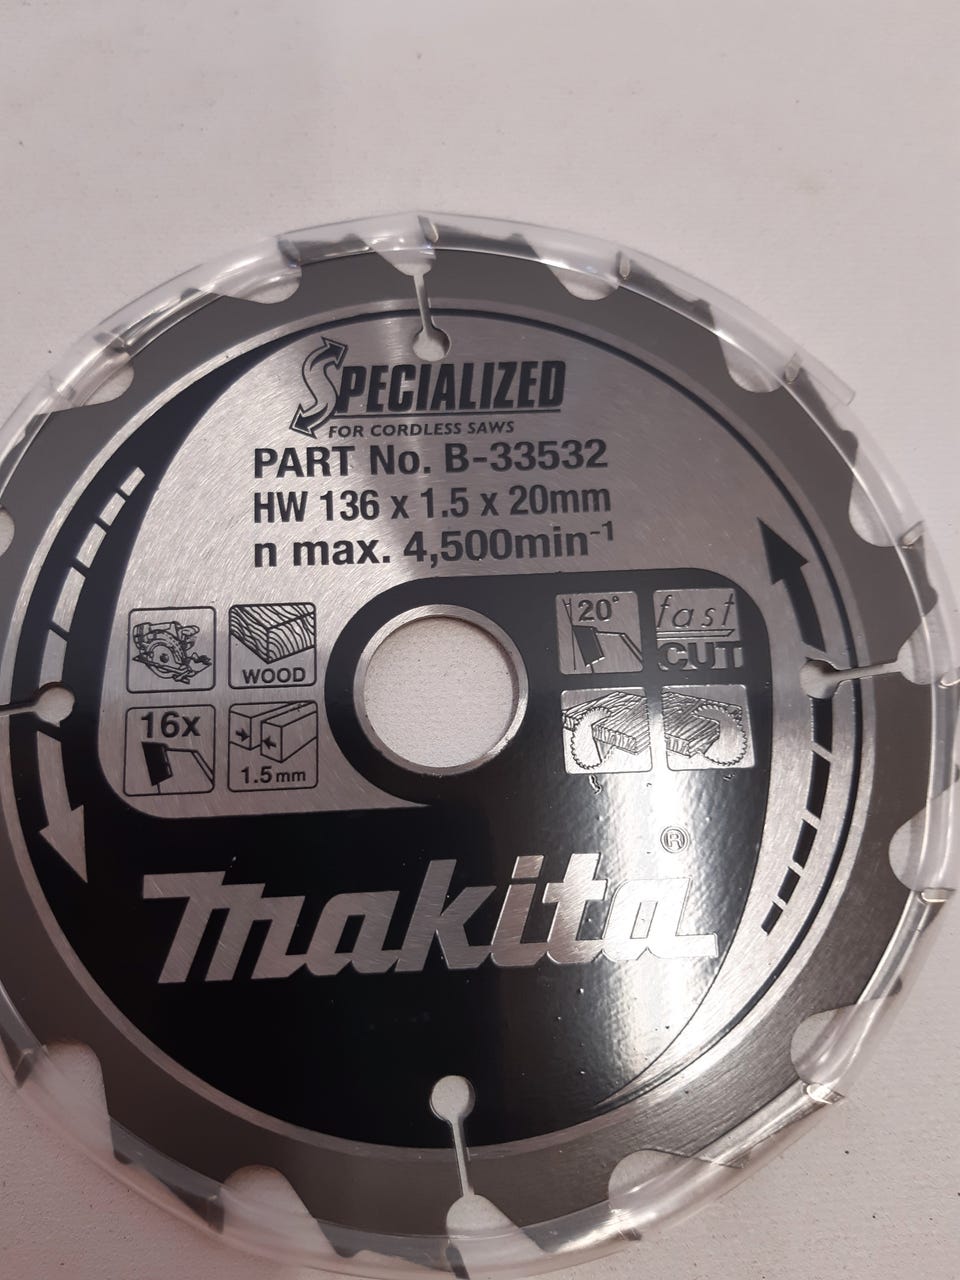 SPECIALIZED
FOR CORDLESS SAWS
PART No. B-33532
HW 136 x 1.5 x 20mm
n max. 4,500min⁻¹
20°
fast
CUT
WOOD
16x
1.5mm
makita®